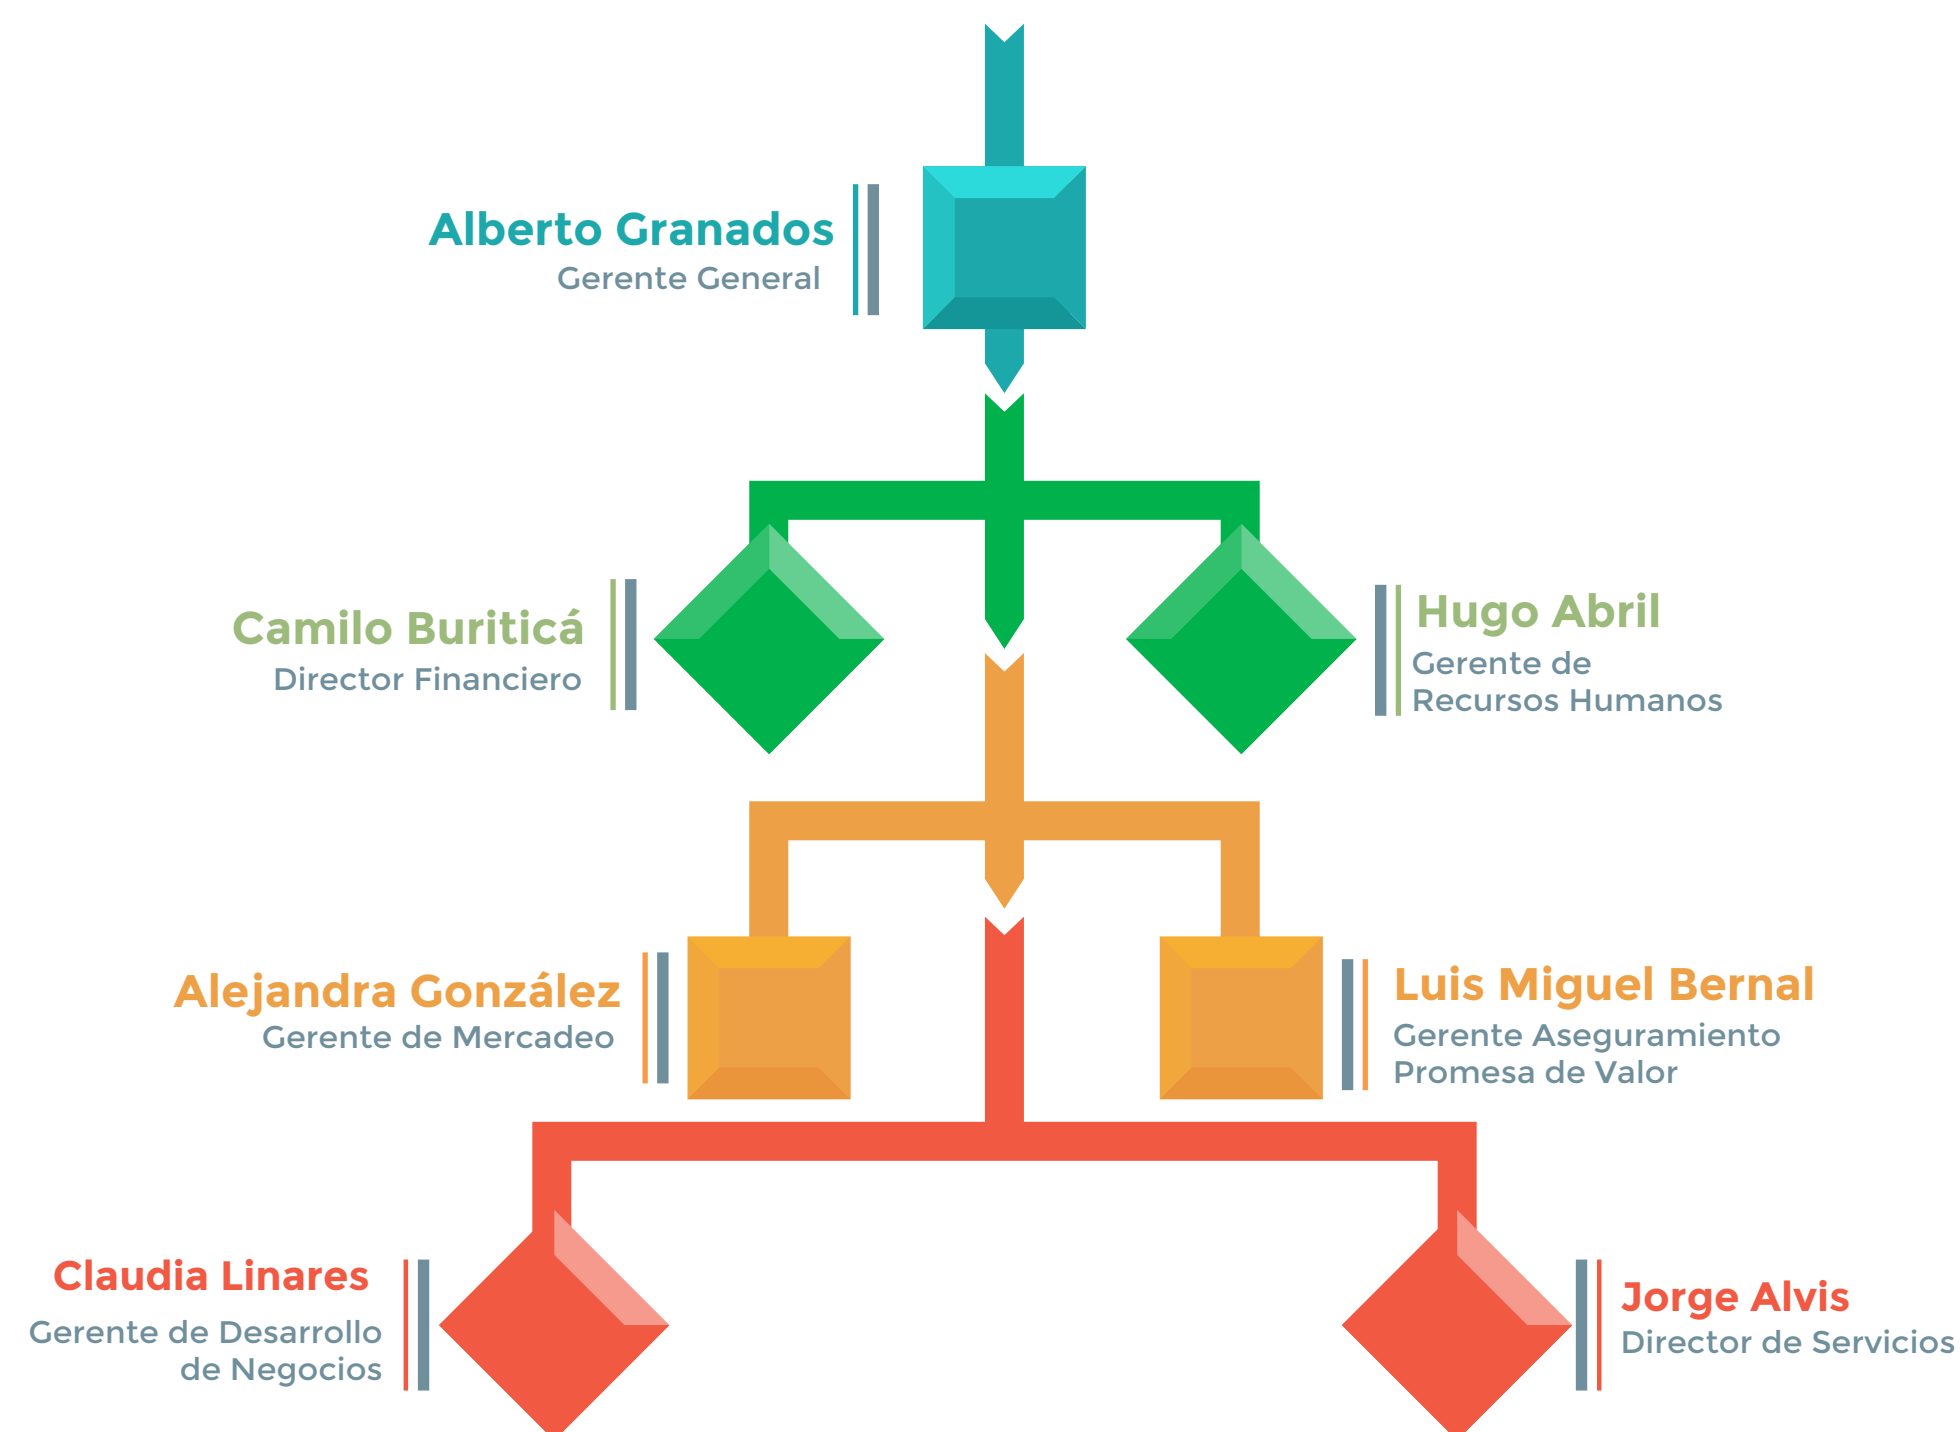 Alberto Granados
Gerente General
Camilo Buriticá
Director Financiero
Hugo Abril
Gerente de
Recursos Humanos
Alejandra González
Gerente de Mercadeo
Luis Miguel Bernal
Gerente Aseguramiento
Promesa de Valor
Claudia Linares
Gerente de Desarrollo
de Negocios
Jorge Alvis
Director de Servicios